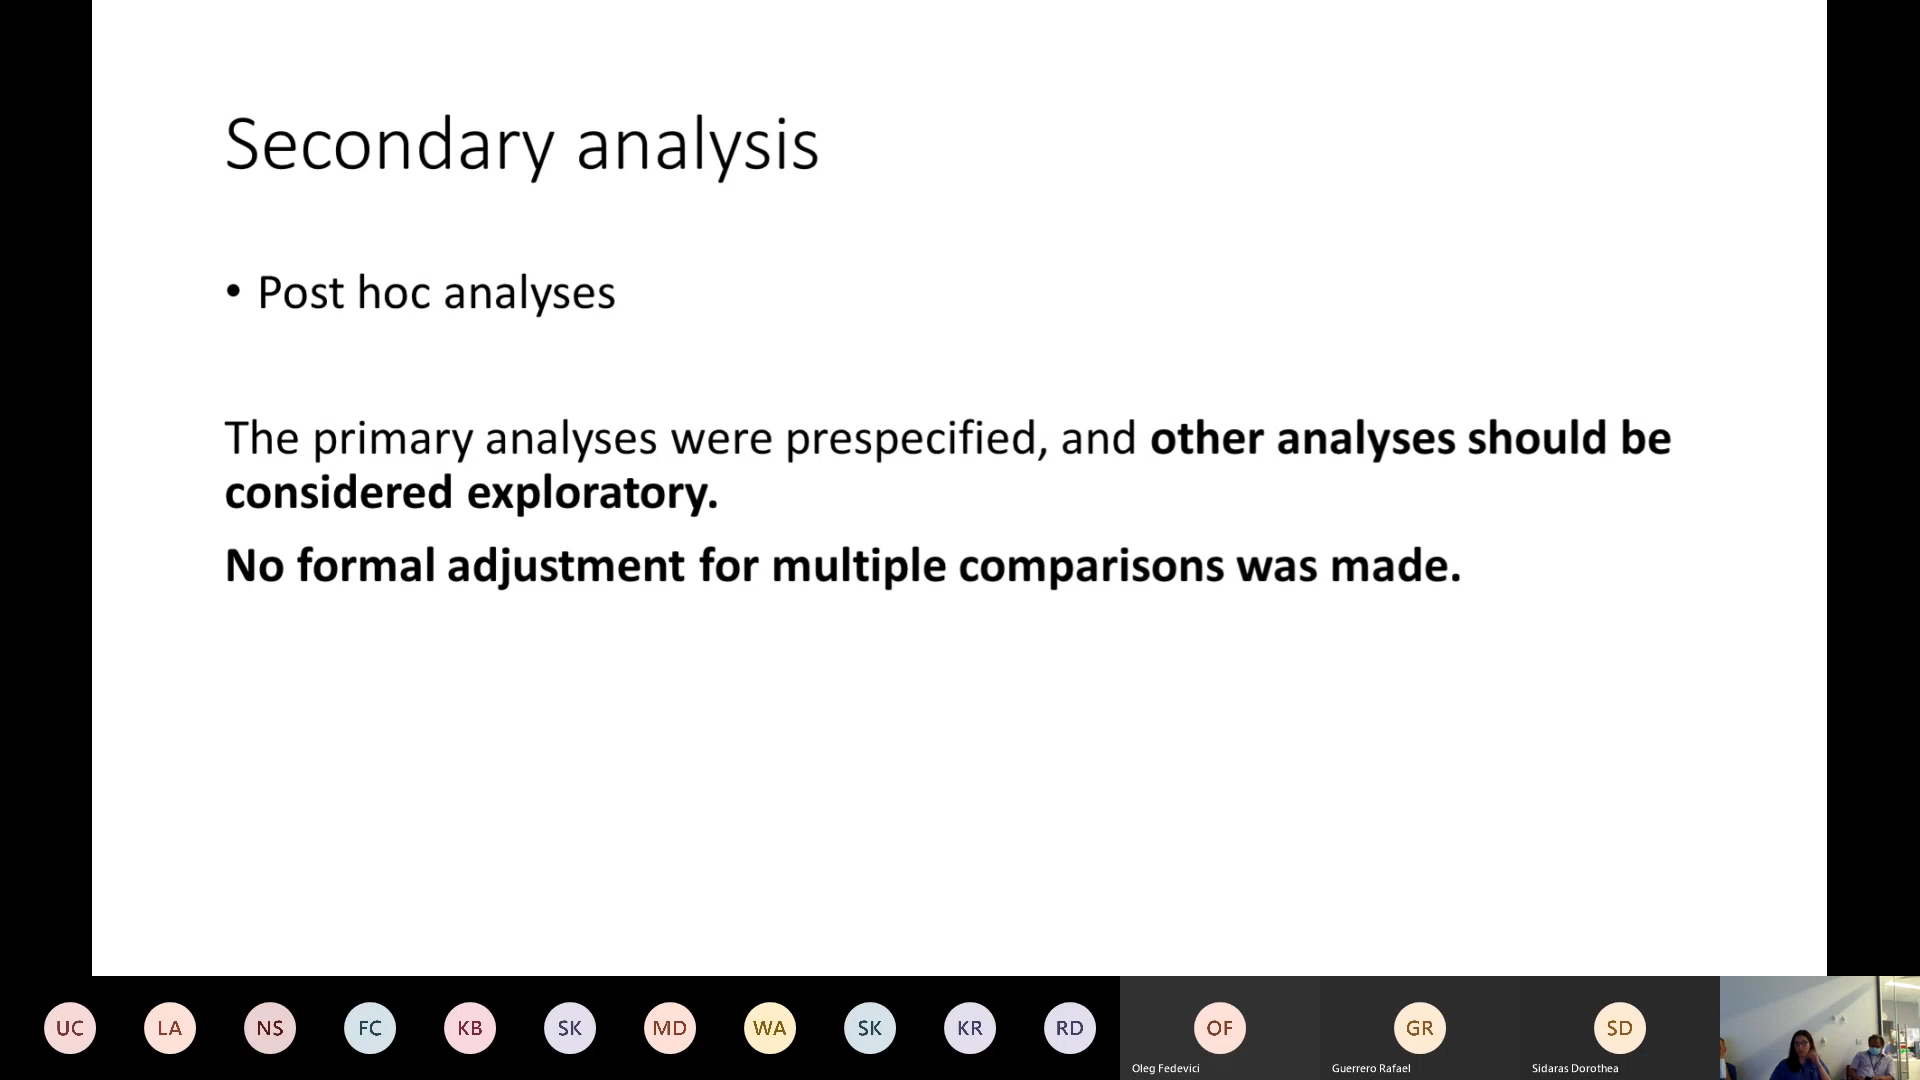 Secondary analysis
• Post hoc analyses
The primary analyses were prespecified, and other analyses should be
considered exploratory.
No formal adjustment for multiple comparisons was made.
UC LA NS FC KB SK MD WA SK KR RD OF GR SD
Oleg Fedevici Guerrero Rafael Sidaras Dorothea